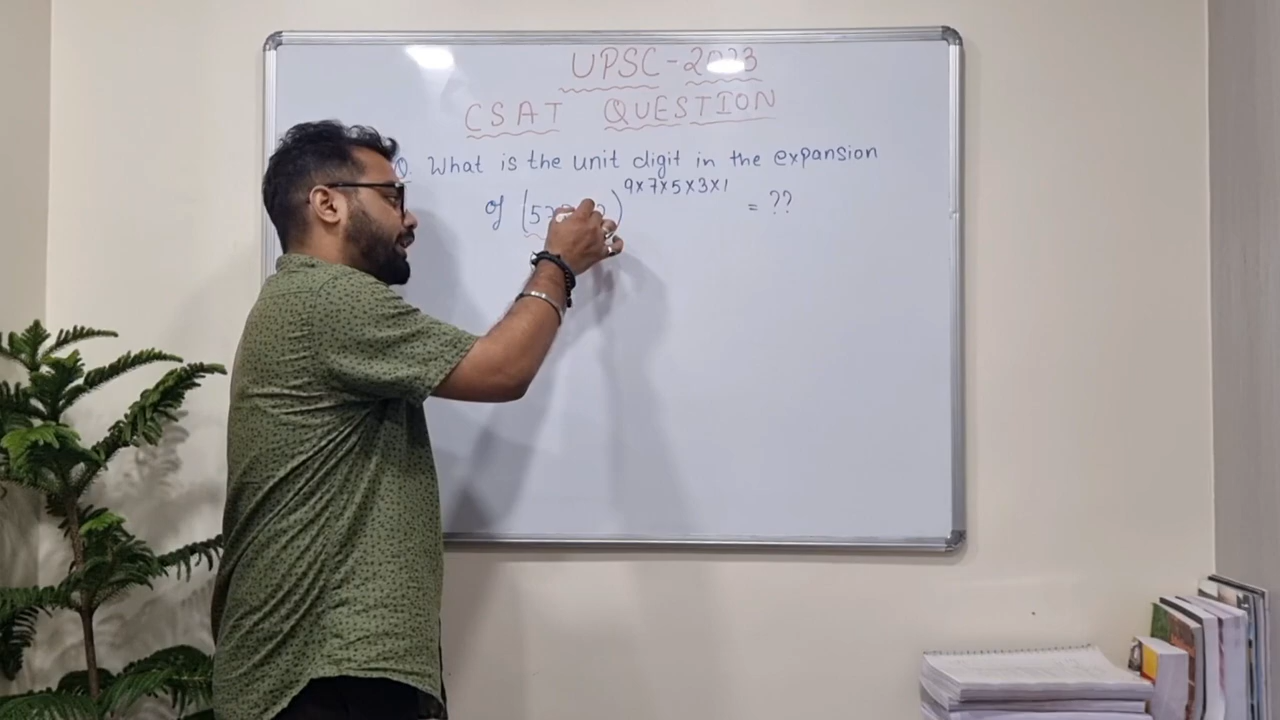 UPSC-2023
CSAT QUESTION
Q. What is the unit digit in the expansion
9x7x5x3x1
of ( ) = ??